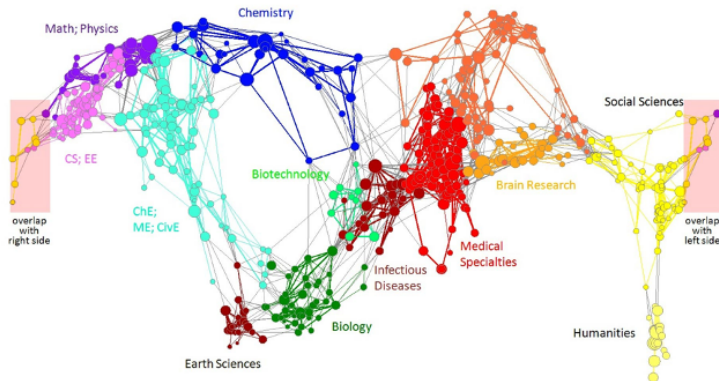 Math; Physics
Chemistry
Social Sciences
CS; EE
Biotechnology
Brain Research
ChE;
ME; CivE
overlap
with
right side
overlap
with
left side
Medical
Specialties
Infectious
Diseases
Biology
Humanities
Earth Sciences